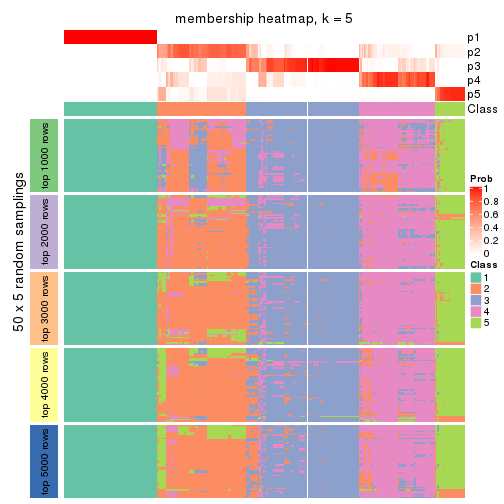 membership heatmap, k = 5
p1
p2
p3
p4
p5
Class
50 x 5 random samplings
top 1000 rows
top 2000 rows
top 3000 rows
top 4000 rows
top 5000 rows
Prob
1
0.8
0.6
0.4
0.2
0
Class
1
2
3
4
5